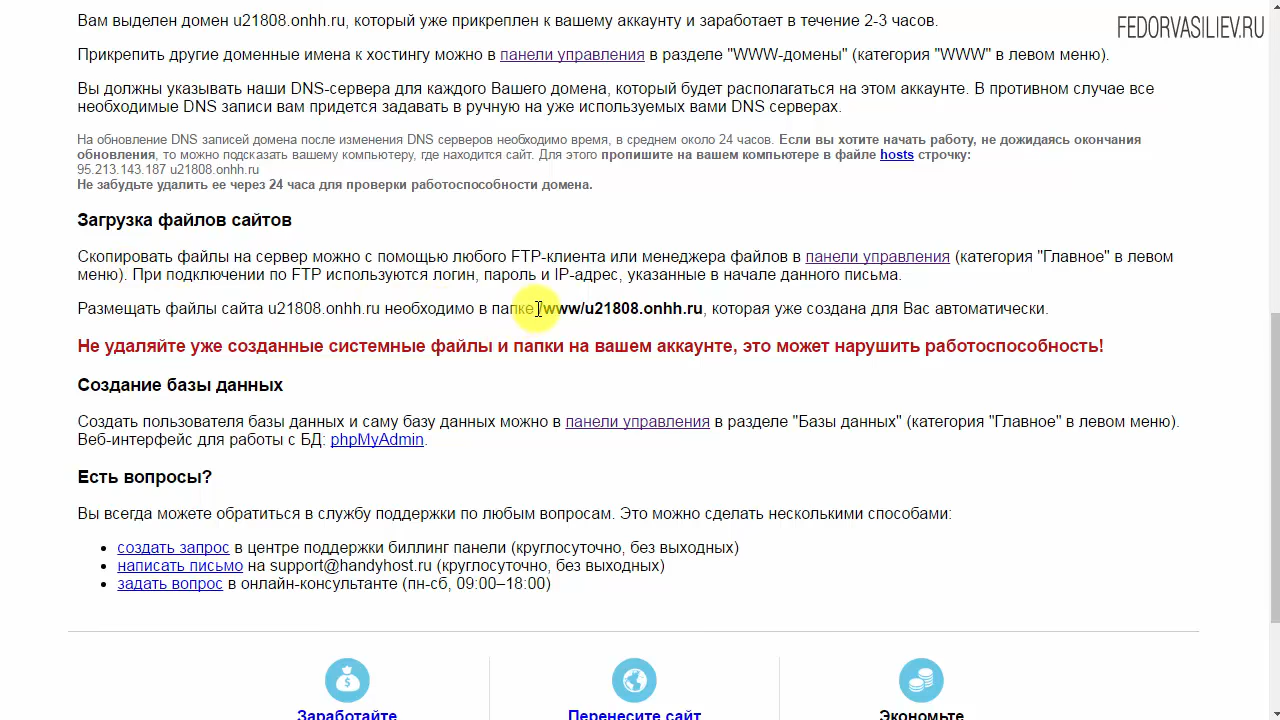 FEDORVASILIEV.RU
Вам выделен домен u21808.onhh.ru, который уже прикреплен к вашему аккаунту и заработает в течение 2-3 часов.
Прикрепить другие доменные имена к хостингу можно в панели управления в разделе "WWW-домены" (категория "WWW" в левом меню).
Вы должны указывать наши DNS-сервера для каждого Вашего домена, который будет располагаться на этом аккаунте. В противном случае все
необходимые DNS записи вам придется задавать в ручную на уже используемых вами DNS серверах.
На обновление DNS записей домена после изменения DNS серверов необходимо время, в среднем около 24 часов. Если вы хотите начать работу, не дожидаясь окончания
обновления, то можно подсказать вашему компьютеру, где находится сайт. Для этого пропишите на вашем компьютере в файле hosts строчку:
95.213.143.187 u21808.onhh.ru
Не забудьте удалить ее через 24 часа для проверки работоспособности домена.
Загрузка файлов сайтов
Скопировать файлы на сервер можно с помощью любого FTP-клиента или менеджера файлов в панели управления (категория "Главное" в левом
меню). При подключении по FTP используются логин, пароль и IP-адрес, указанные в начале данного письма.
Размещать файлы сайта u21808.onhh.ru необходимо в папке /www/u21808.onhh.ru, которая уже создана для Вас автоматически.
Не удаляйте уже созданные системные файлы и папки на вашем аккаунте, это может нарушить работоспособность!
Создание базы данных
Создать пользователя базы данных и саму базу данных можно в панели управления в разделе "Базы данных" (категория "Главное" в левом меню).
Веб-интерфейс для работы с БД: phpMyAdmin.
Есть вопросы?
Вы всегда можете обратиться в службу поддержки по любым вопросам. Это можно сделать несколькими способами:
• создать запрос в центре поддержки биллинг панели (круглосуточно, без выходных)
• написать письмо на support@handyhost.ru (круглосуточно, без выходных)
• задать вопрос в онлайн-консультанте (пн-сб, 09:00–18:00)
Заработайте
Перенесите сайт
Экономьте